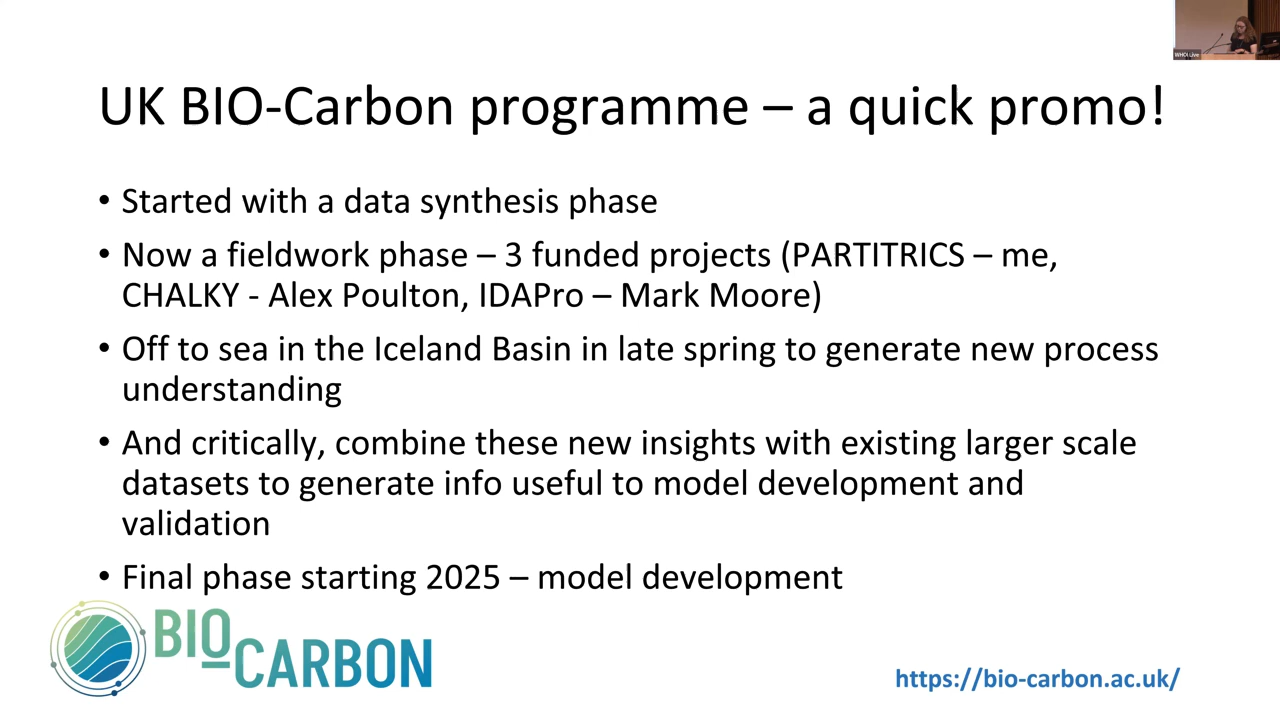 WHOI Live
UK BIO-Carbon programme – a quick promo!
• Started with a data synthesis phase
• Now a fieldwork phase – 3 funded projects (PARTITRICS – me,
CHALKY - Alex Poulton, IDAPro – Mark Moore)
• Off to sea in the Iceland Basin in late spring to generate new process
understanding
• And critically, combine these new insights with existing larger scale
datasets to generate info useful to model development and
validation
• Final phase starting 2025 – model development
BIO
CARBON
https://bio-carbon.ac.uk/